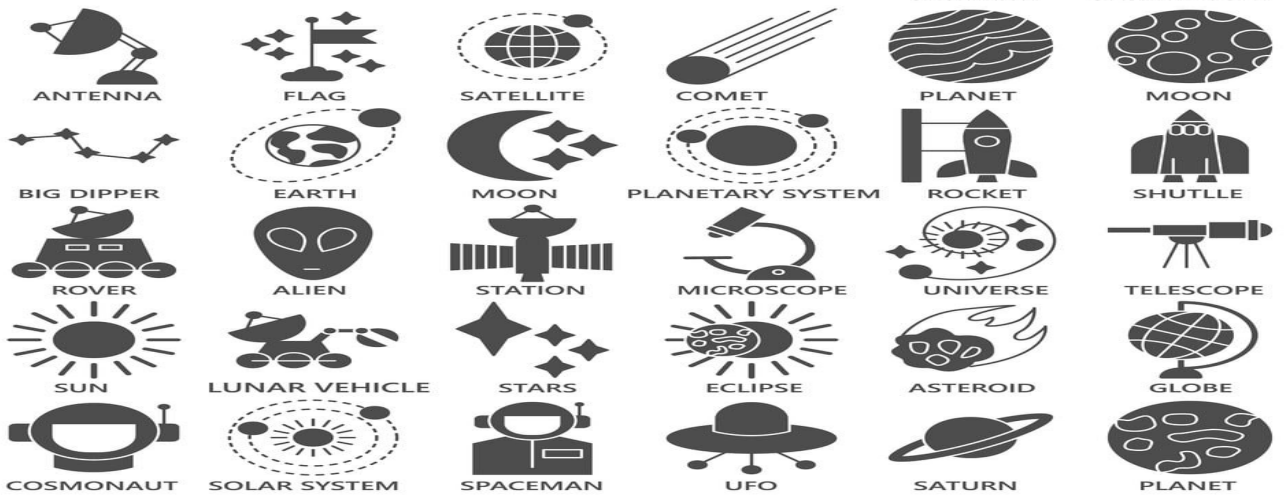 ANTENNA FLAG SATELLITE COMET PLANET MOON
BIG DIPPER EARTH MOON PLANETARY SYSTEM ROCKET SHUTLLE
ROVER ALIEN STATION MICROSCOPE UNIVERSE TELESCOPE
SUN LUNAR VEHICLE STARS ECLIPSE ASTEROID GLOBE
COSMONAUT SOLAR SYSTEM SPACEMAN UFO SATURN PLANET